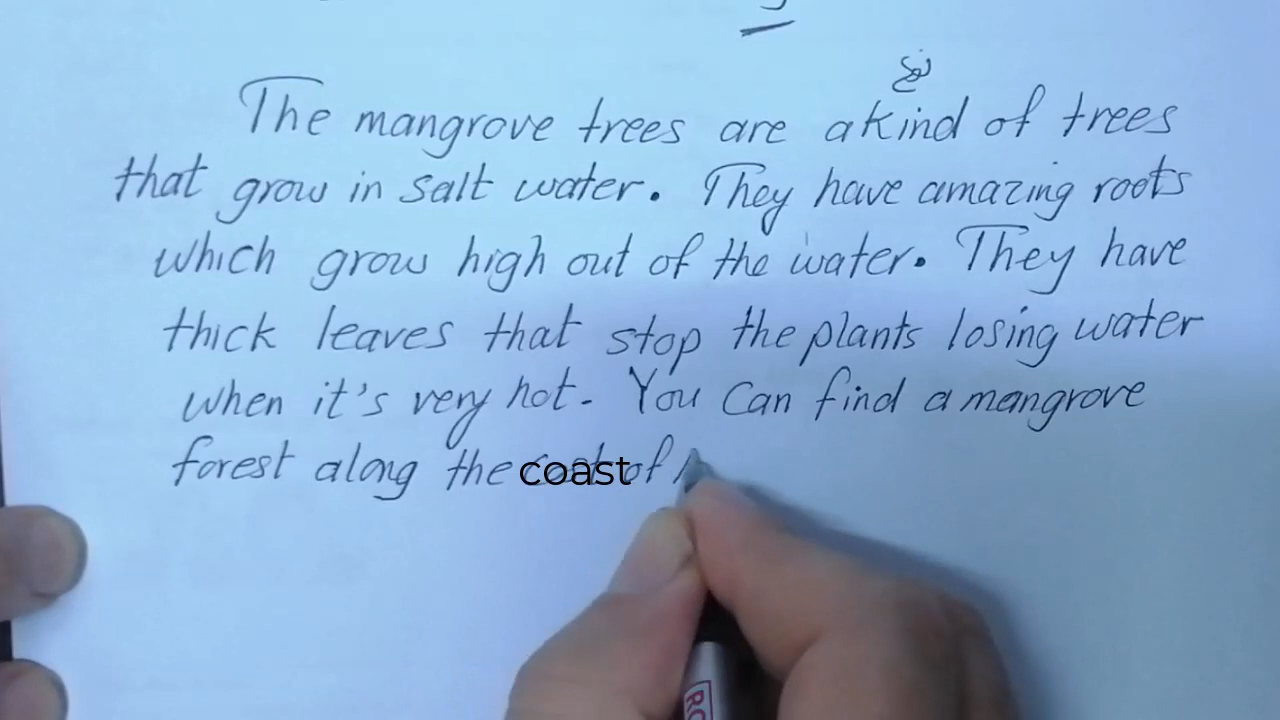 نوع
The mangrove trees are a kind of trees
that grow in salt water. They have amazing roots
which grow high out of the water. They have
thick leaves that stop the plants losing water
when it's very hot. You can find a mangrove
forest along the coast of